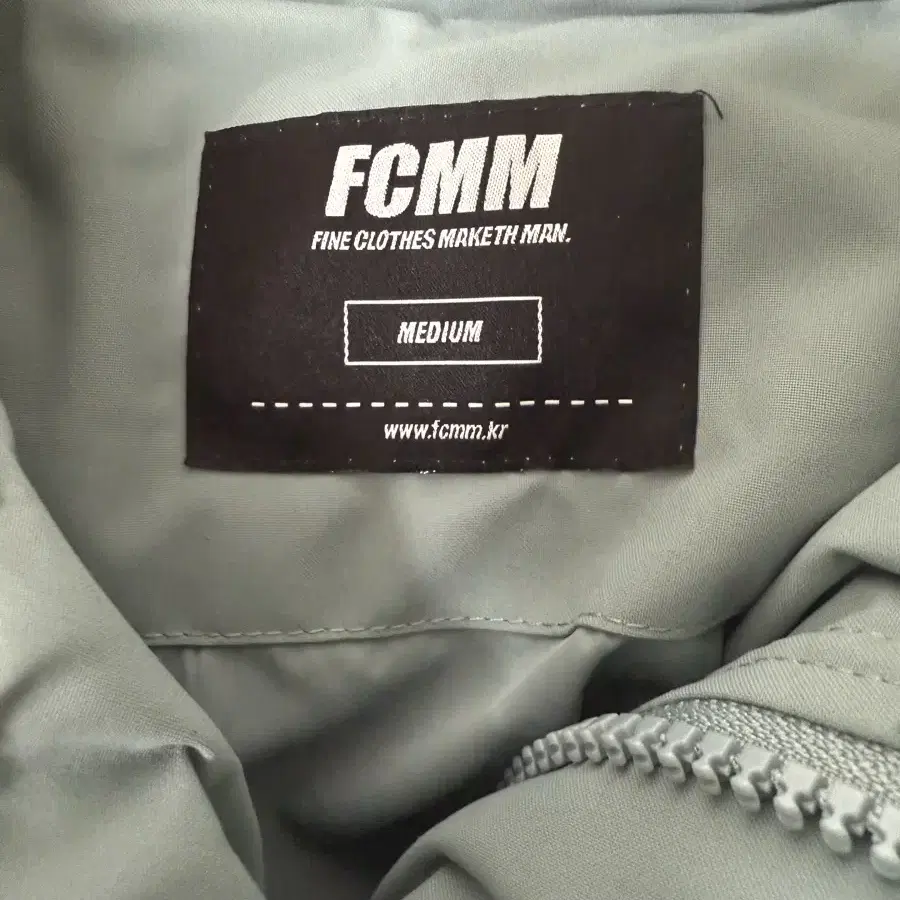 FCMM
FINE CLOTHES MAKETH MAN.
MEDIUM
www.fcmm.kr